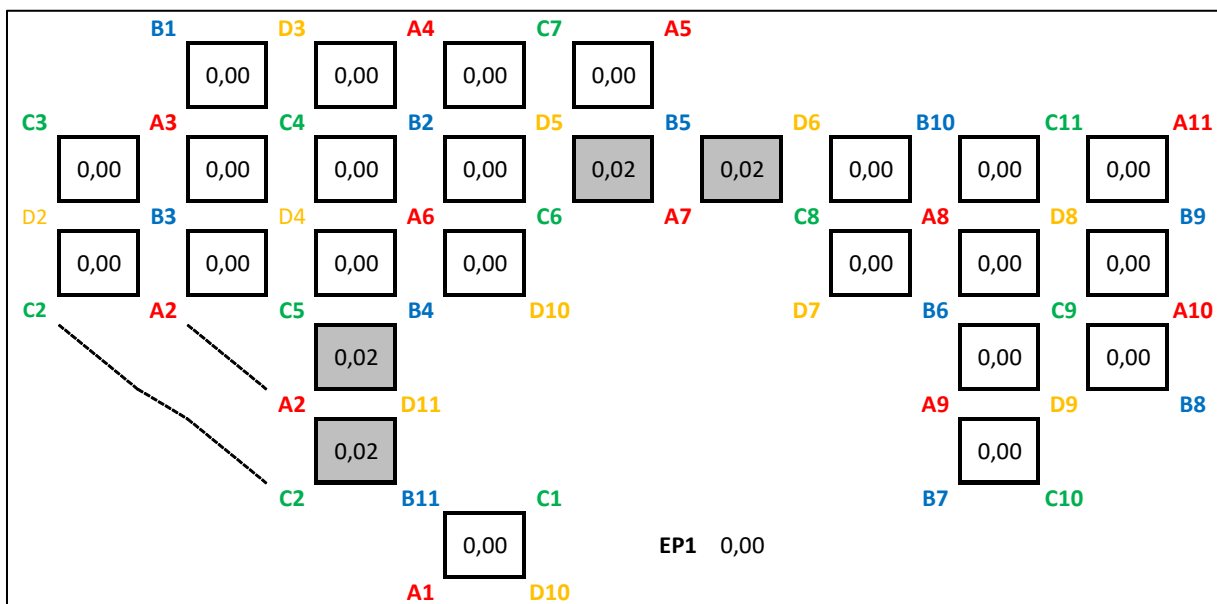 B1 D3 A4 C7 A5
0,00 0,00 0,00 0,00
C3 A3 C4 B2 D5 B5 D6 B10 C11 A11
0,00 0,00 0,00 0,00 0,02 0,02 0,00 0,00 0,00
D2 B3 D4 A6 C6 A7 C8 A8 D8 B9
0,00 0,00 0,00 0,00 0,00 0,00 0,00
C2 A2 C5 B4 D10 D7 B6 C9 A10
0,02 0,00 0,00
A2 D11 A9 D9 B8
0,02 0,00
C2 B11 C1 B7 C10
0,00 EP1 0,00
A1 D10